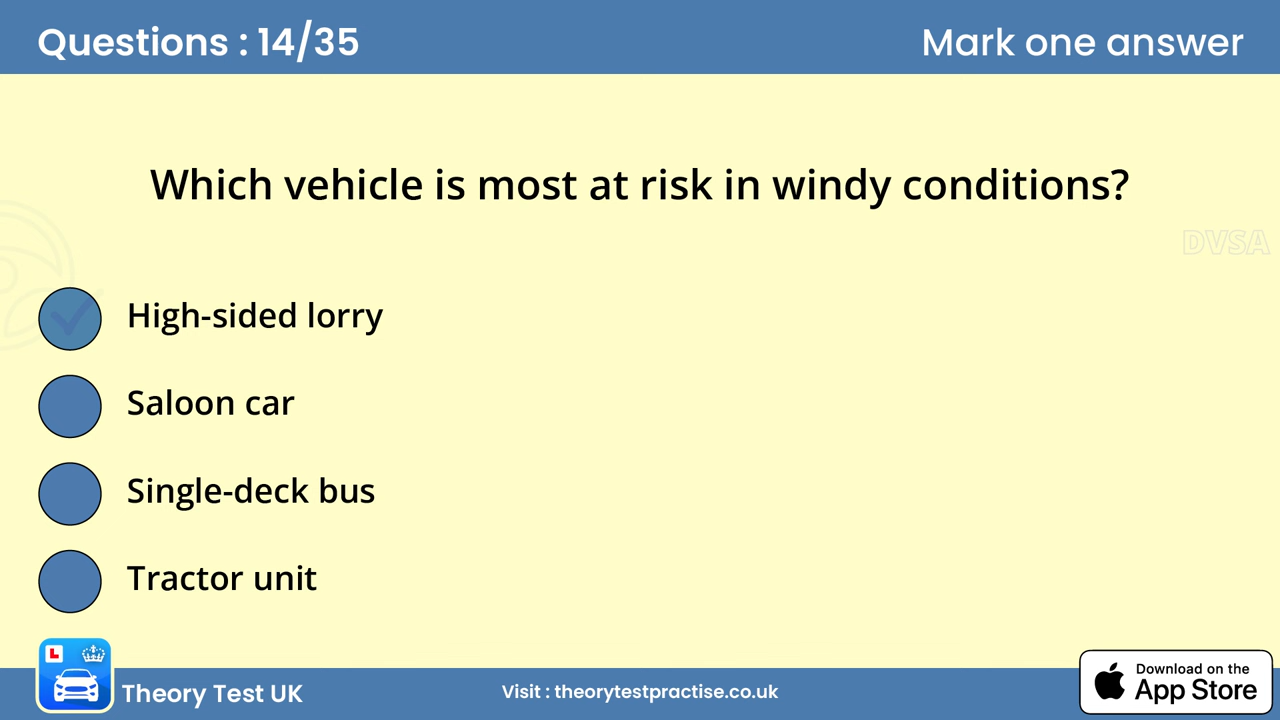 Questions : 14/35
Mark one answer
Which vehicle is most at risk in windy conditions?
DVSA
High-sided lorry
Saloon car
Single-deck bus
Tractor unit
L
Theory Test UK
Visit : theorytestpractise.co.uk
Download on the
App Store